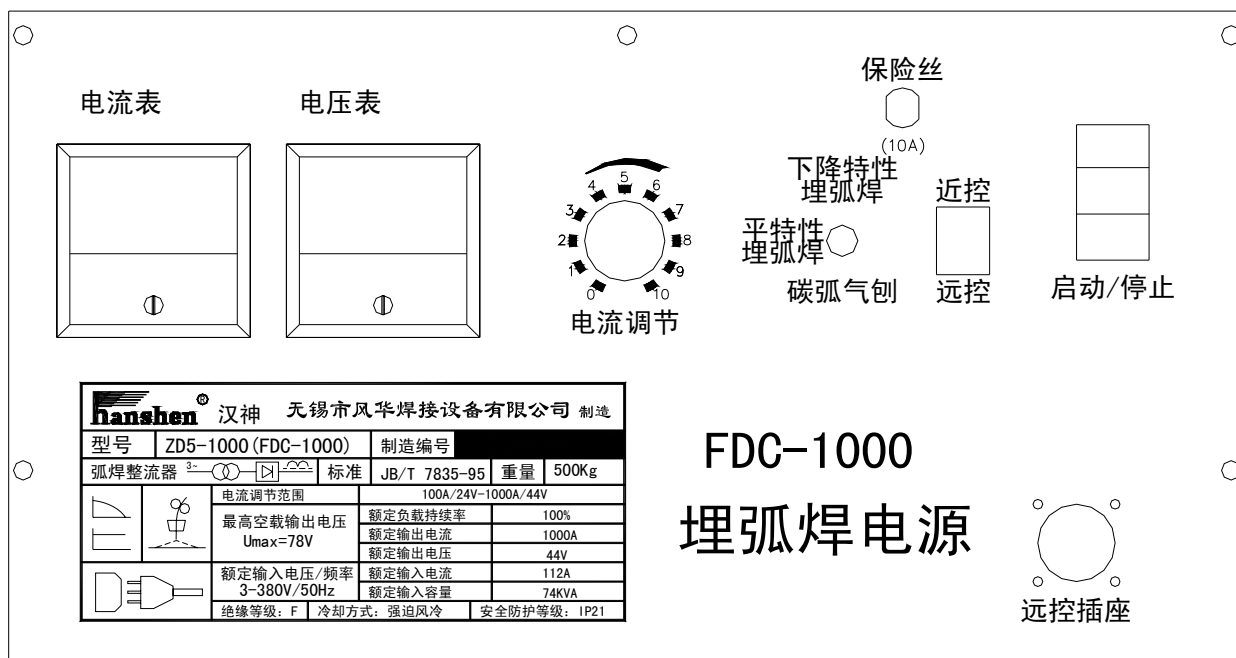 保险丝
电流表
电压表
(10A)
下降特性
埋弧焊
近控
平特性
埋弧焊
碳弧气刨
远控
启动/停止
0
1
2
3
4
5
6
7
8
9
10
电流调节
hanshen® 汉神 无锡市风华焊接设备有限公司 制造
型号 ZD5-1000(FDC-1000) 制造编号
弧焊整流器 3~ 标准 JB/T 7835-95 重量 500Kg
电流调节范围 100A/24V-1000A/44V
最高空载输出电压
Umax=78V
额定负载持续率 100%
额定输出电流 1000A
额定输出电压 44V
额定输入电压/频率
3-380V/50Hz
额定输入电流 112A
额定输入容量 74KVA
绝缘等级: F 冷却方式: 强迫风冷 安全防护等级: IP21
FDC-1000
埋弧焊电源
远控插座